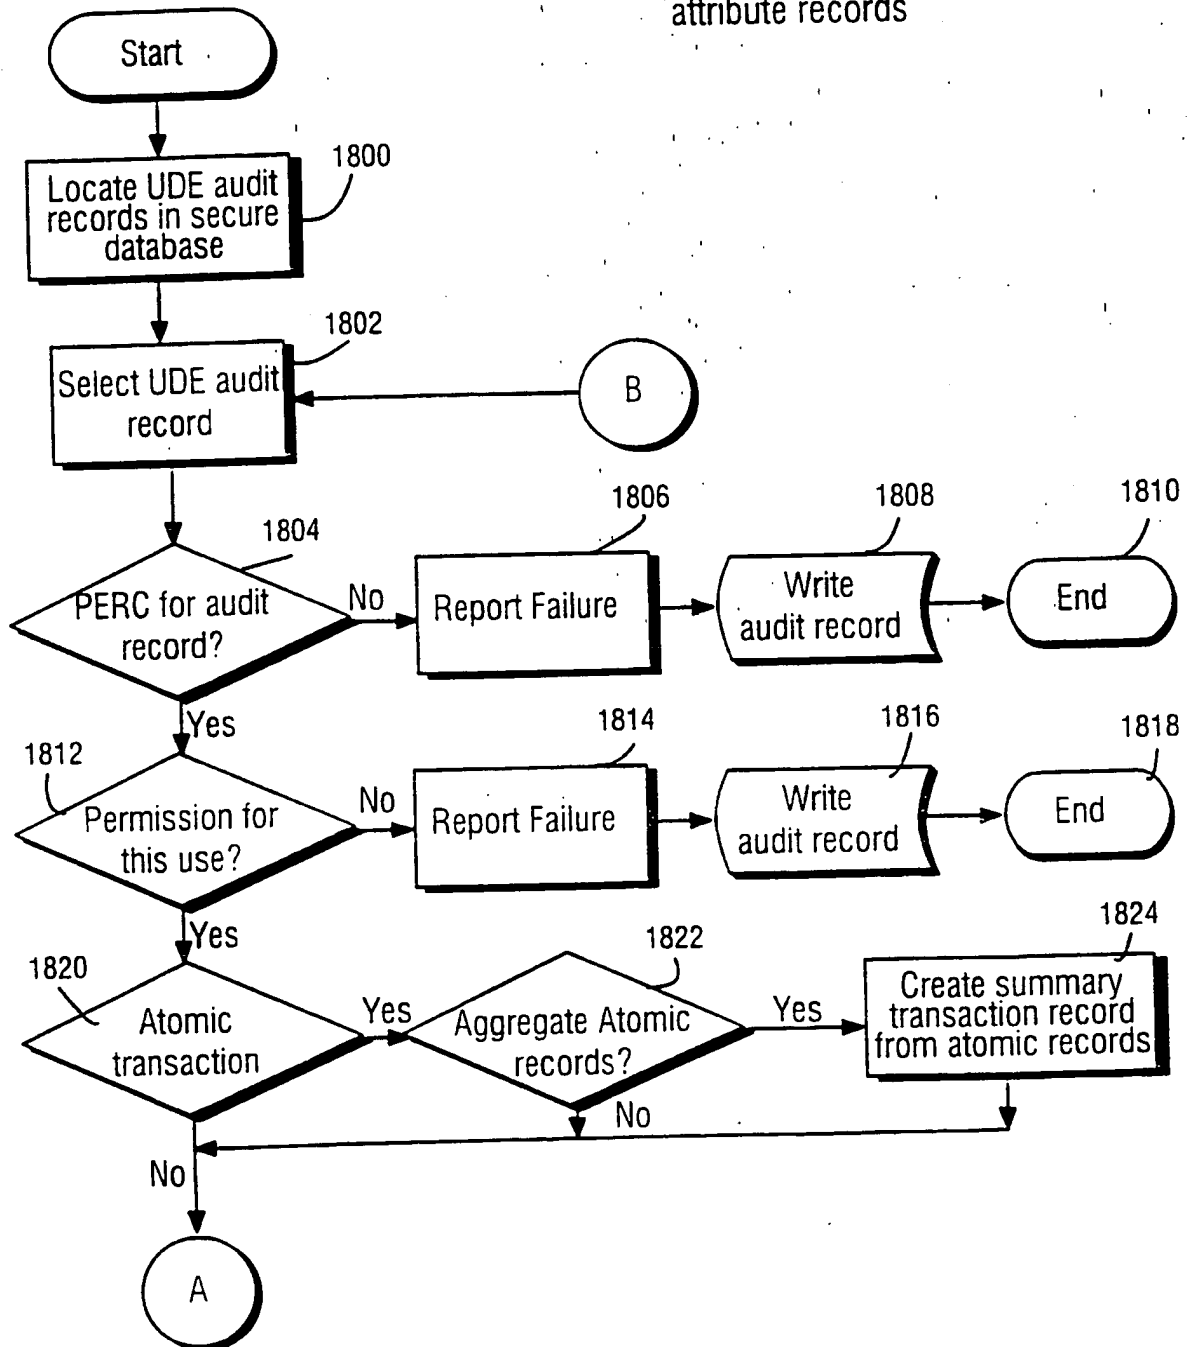 attribute records
Start
1800
Locate UDE audit
records in secure
database
1802
Select UDE audit
record
B
1804
PERC for audit
record?
No
1806
Report Failure
1808
Write
audit record
1810
End
Yes
1812
Permission for
this use?
No
1814
Report Failure
1816
Write
audit record
1818
End
Yes
1820
Atomic
transaction
Yes
1822
Aggregate Atomic
records?
Yes
1824
Create summary
transaction record
from atomic records
No
No
A